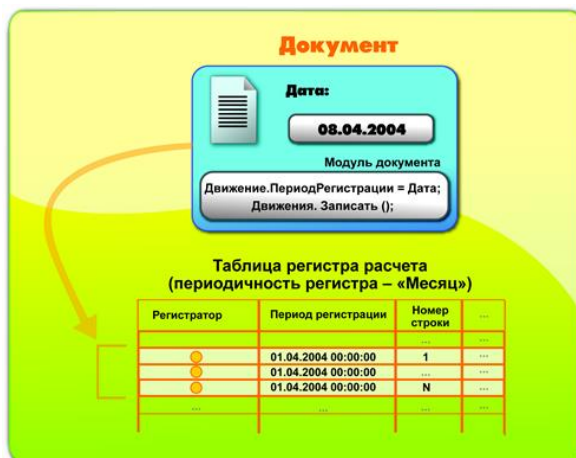 Документ
Дата:
08.04.2004
Модуль документа
Движение.ПериодРегистрации = Дата;
Движения. Записать ();
Таблица регистра расчета
(периодичность регистра – «Месяц»)
Регистратор Период регистрации Номер строки ...
... ...
01.04.2004 00:00:00 1 ...
01.04.2004 00:00:00 ... ...
01.04.2004 00:00:00 N ...
... ... ... ...